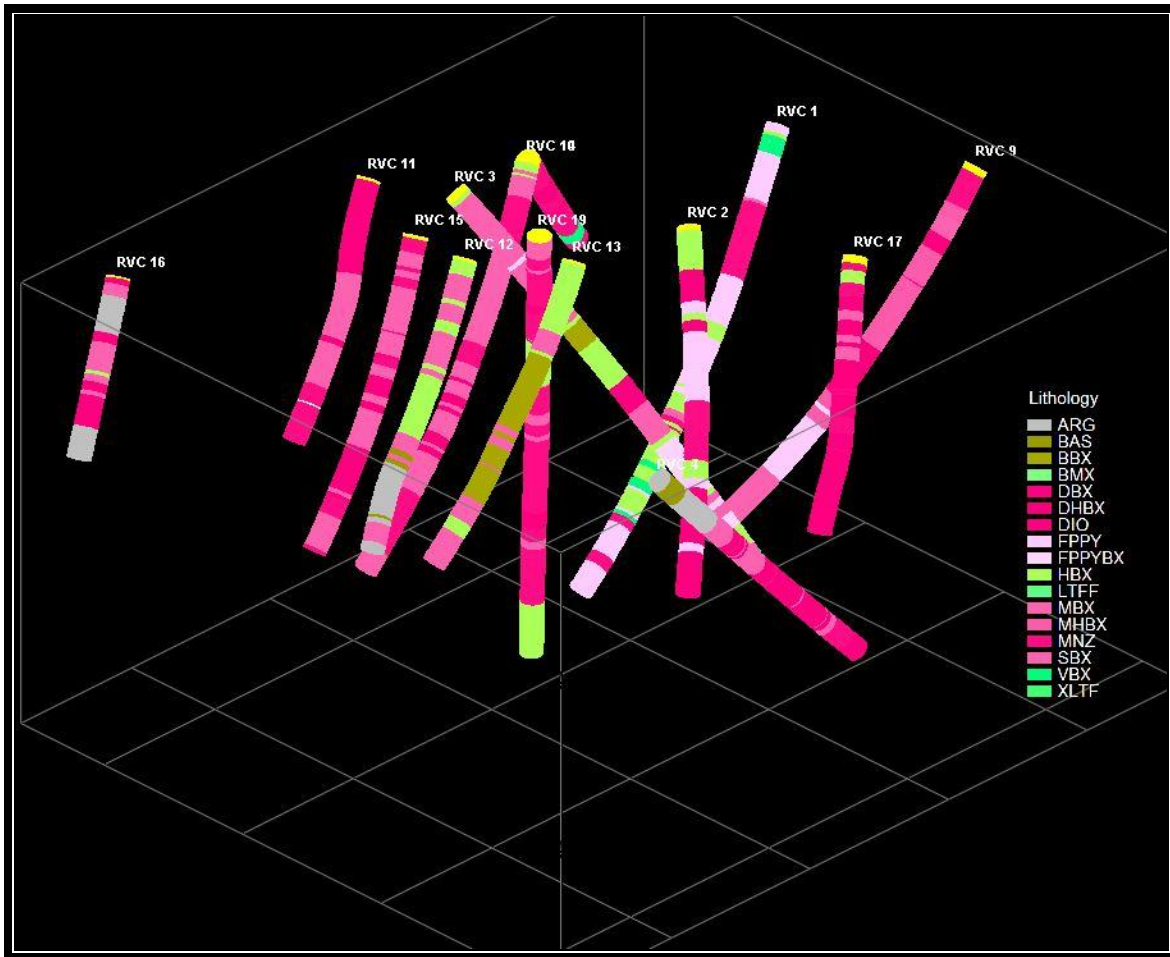 RVC 1
RVC 9
RVC 11
RVC 3
RVC 2
RVC 15
RVC 19
RVC 12
RVC 13
RVC 17
RVC 16
RVC 4
Lithology
ARG
BAS
BBX
BMX
DBX
DHBX
DIO
FPPY
FPPYBX
HBX
LTFF
MBX
MHBX
MNZ
SBX
VBX
XLTF